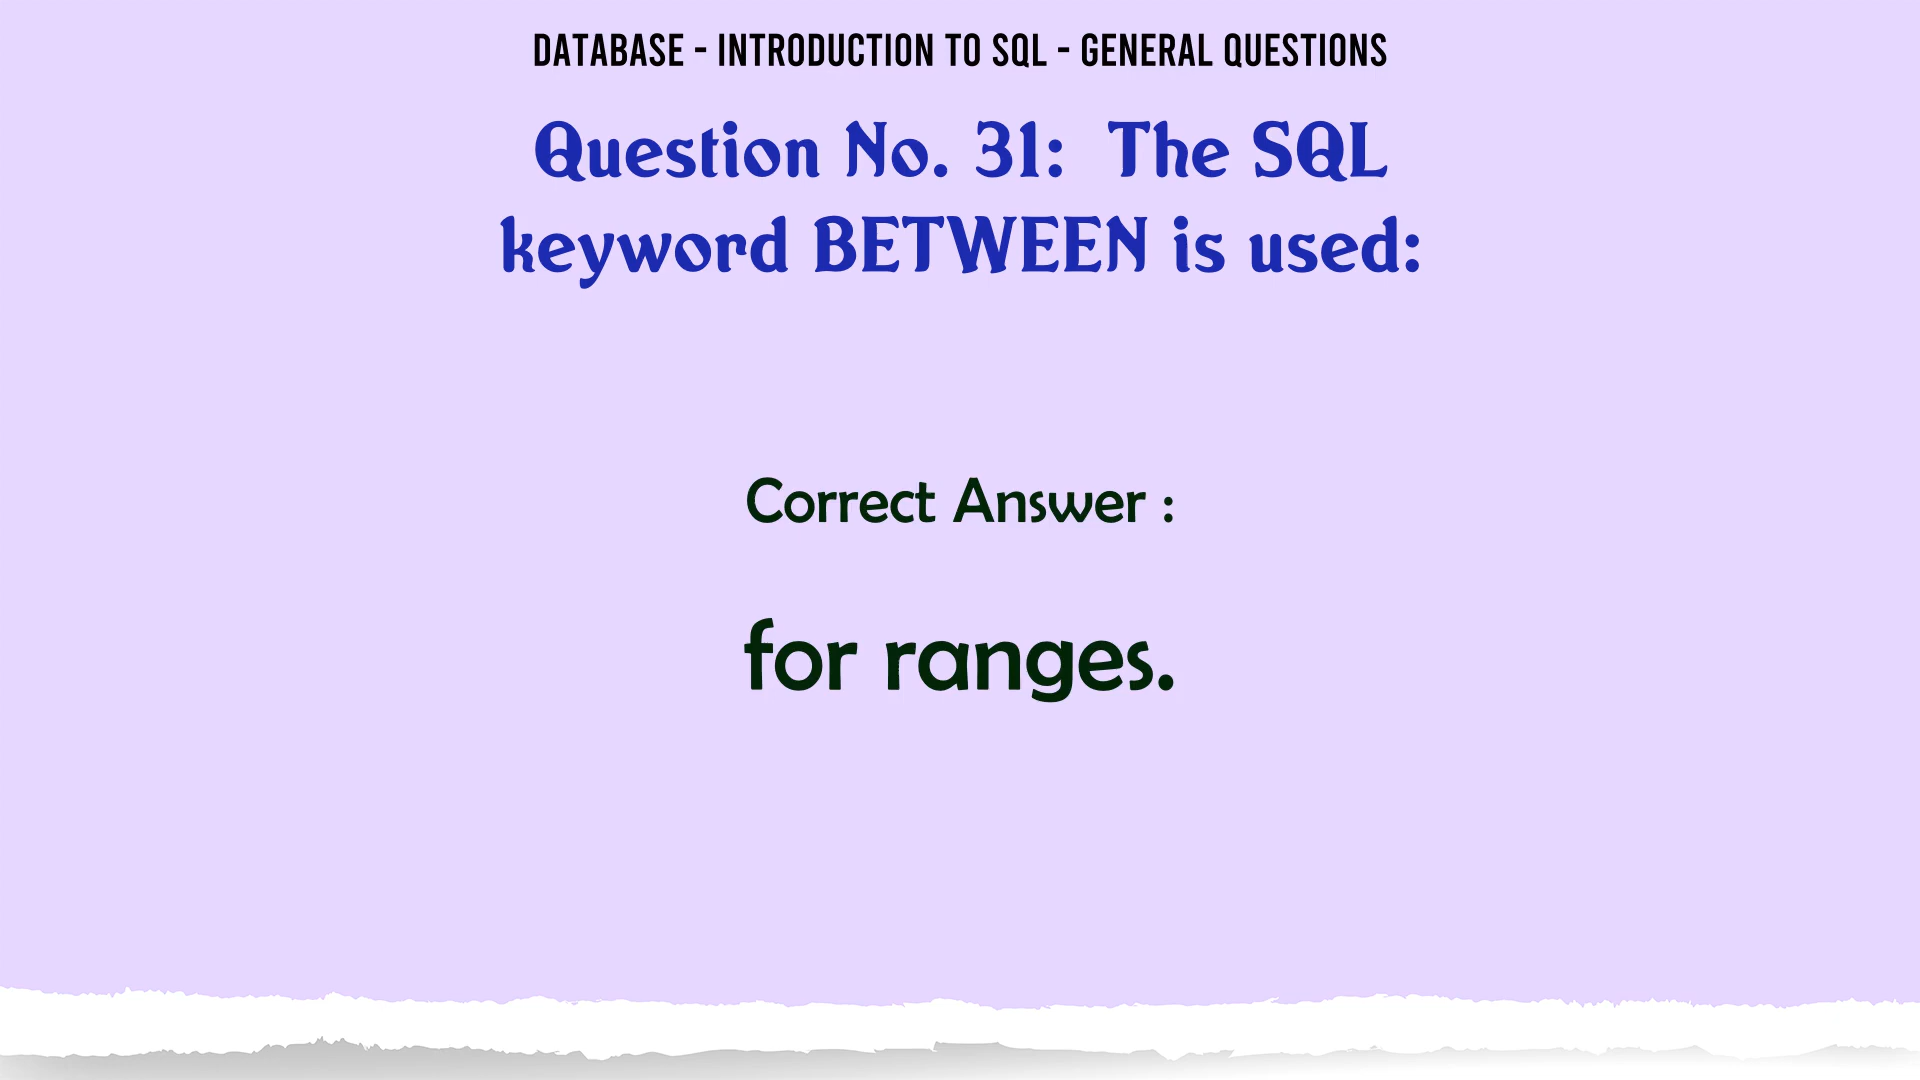 DATABASE - INTRODUCTION TO SQL - GENERAL QUESTIONS
Question No. 31:  The SQL
keyword BETWEEN is used:
Correct Answer :
for ranges.